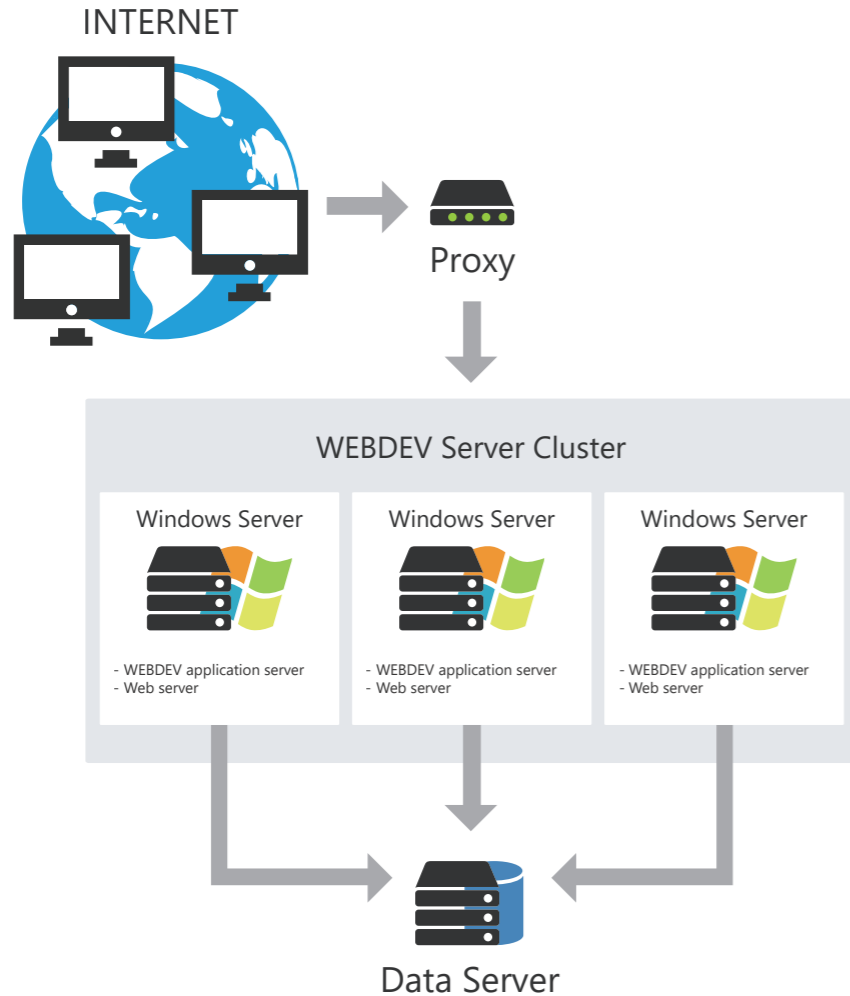 INTERNET
Proxy
WEBDEV Server Cluster
Windows Server
- WEBDEV application server
- Web server
Windows Server
- WEBDEV application server
- Web server
Windows Server
- WEBDEV application server
- Web server
Data Server